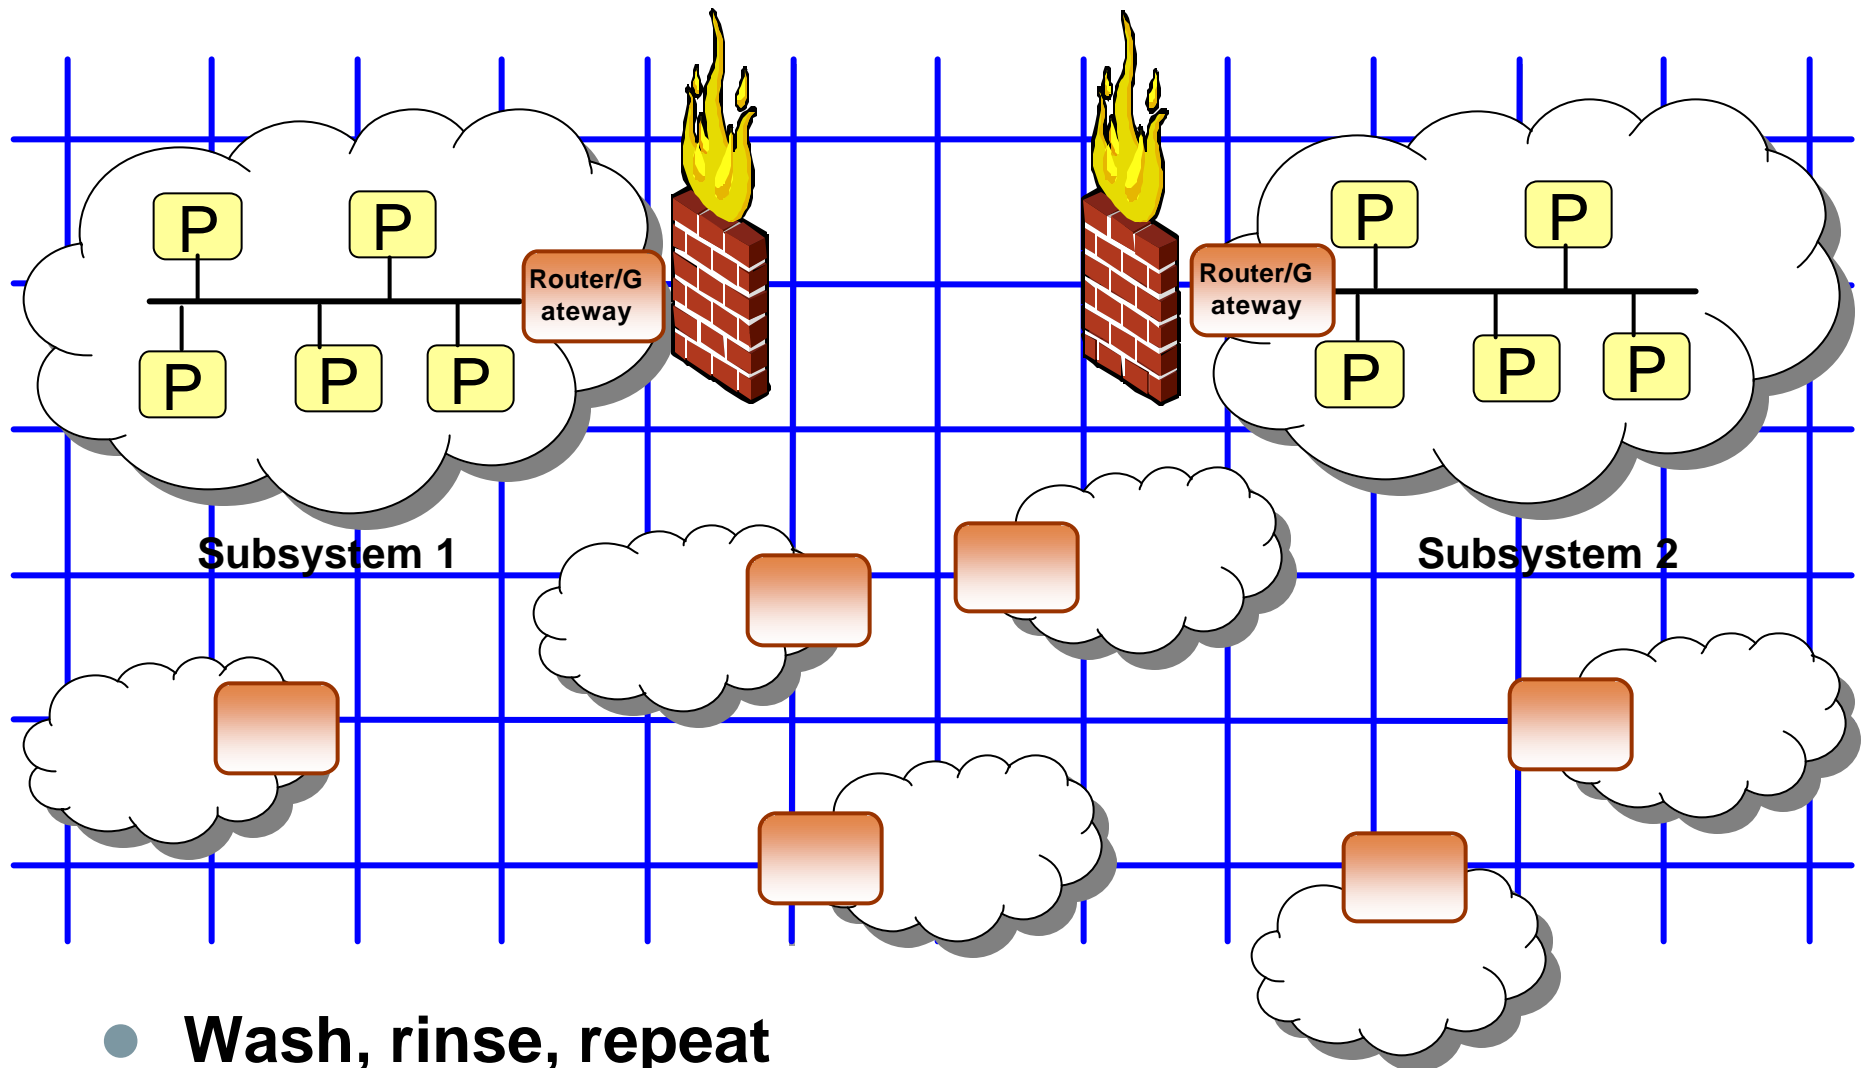 P
P
P
P
Router/G
ateway
Router/G
ateway
P
P
P
P
P
P
Subsystem 1
Subsystem 2
Wash, rinse, repeat